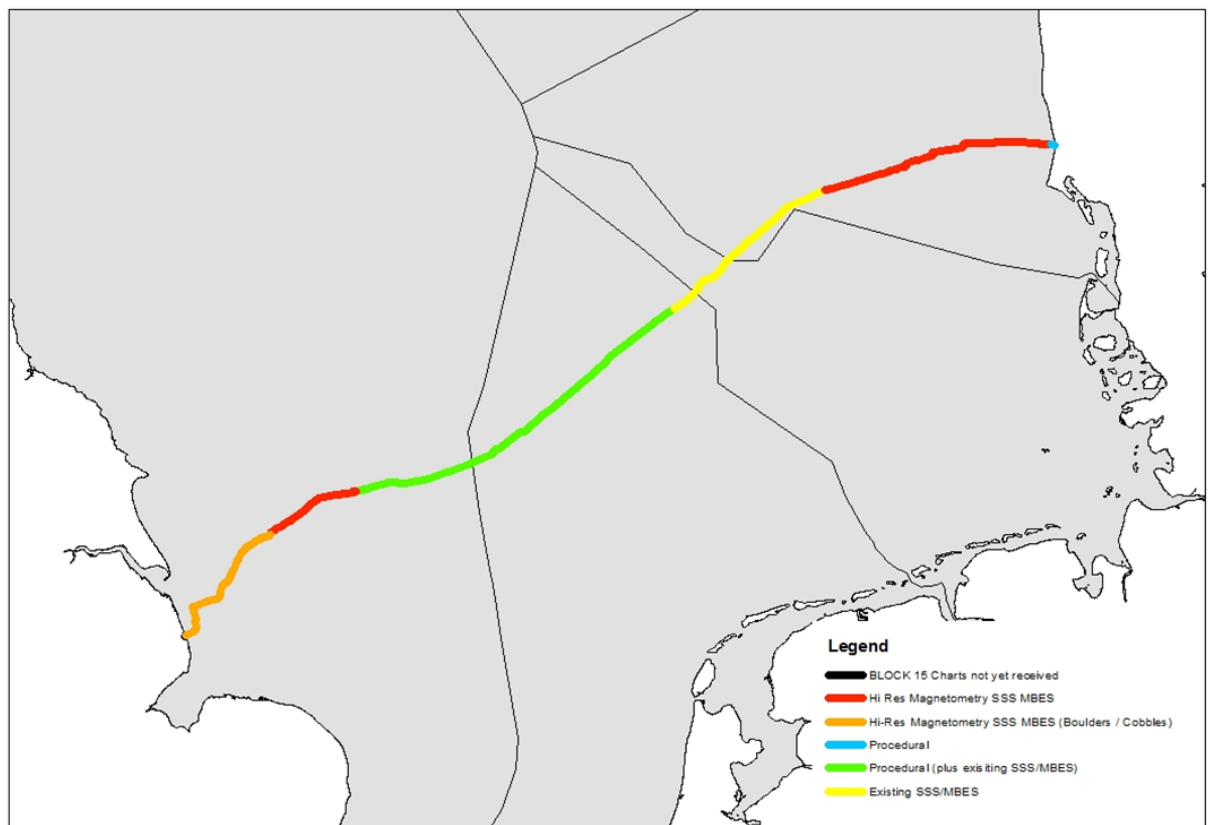 Legend
BLOCK 15 Charts not yet received
Hi Res Magnetometry SSS MBES
Hi-Res Magnetometry SSS MBES (Boulders / Cobbles)
Procedural
Procedural (plus exisiting SSS/MBES)
Existing SSS/MBES